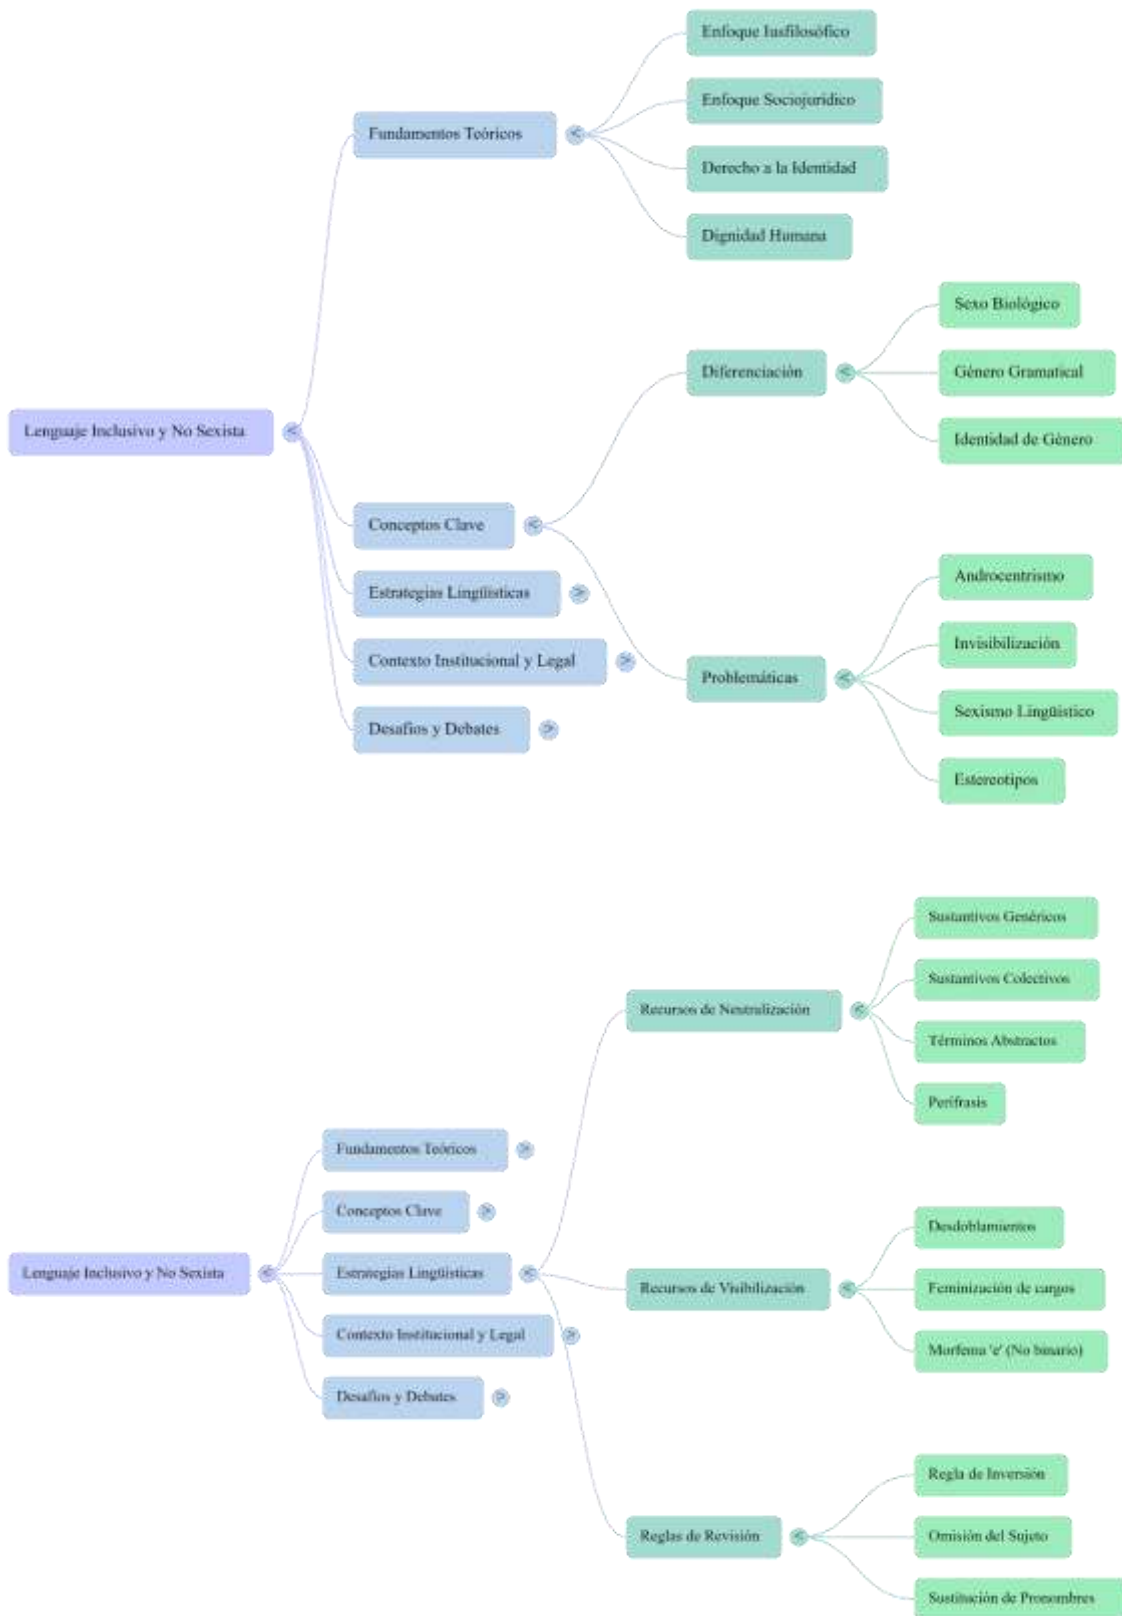 Enfoque Iusfilosófico
Enfoque Sociojurídico
Fundamentos Teóricos
Derecho a la Identidad
Dignidad Humana
Sexo Biológico
Diferenciación
Género Gramatical
Lenguaje Inclusivo y No Sexista
Identidad de Género
Conceptos Clave
Androcentrismo
Estrategias Lingüísticas
Invisibilización
Contexto Institucional y Legal
Problemáticas
Sexismo Lingüístico
Desafíos y Debates
Estereotipos
Sustantivos Genéricos
Sustantivos Colectivos
Recursos de Neutralización
Términos Abstractos
Perífrasis
Fundamentos Teóricos
Conceptos Clave
Desdoblamientos
Lenguaje Inclusivo y No Sexista
Estrategias Lingüísticas
Recursos de Visibilización
Feminización de cargos
Contexto Institucional y Legal
Morfema 'e' (No binario)
Desafíos y Debates
Regla de Inversión
Reglas de Revisión
Omisión del Sujeto
Sustitución de Pronombres